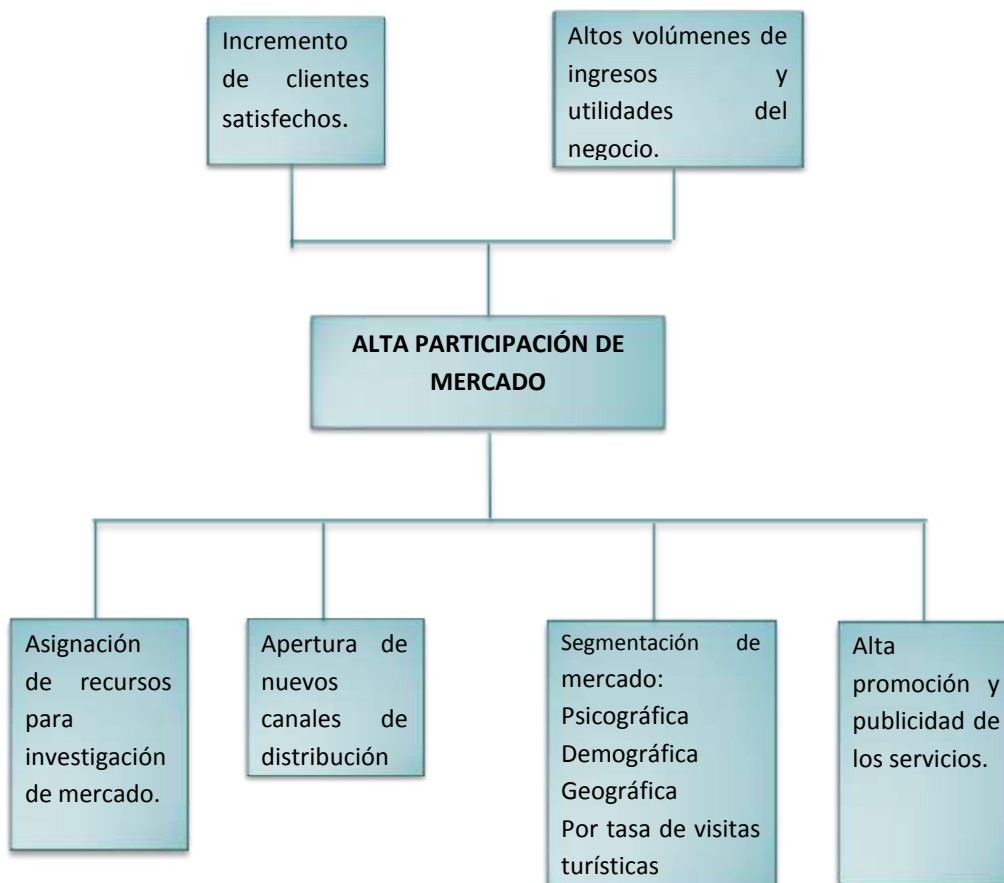 Incremento
de clientes
satisfechos.
Altos volúmenes de
ingresos y
utilidades del
negocio.
ALTA PARTICIPACIÓN DE
MERCADO
Asignación
de recursos
para
investigación
de mercado.
Apertura de
nuevos
canales de
distribución
Segmentación de
mercado:
Psicográfica
Demográfica
Geográfica
Por tasa de visitas
turísticas
Alta
promoción y
publicidad de
los servicios.